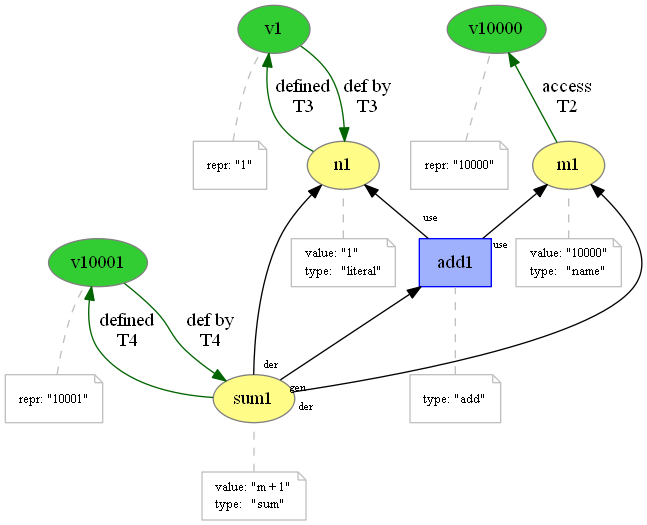 v1
v10000
defined
T3
def by
T3
access
T2
repr: "1"
n1
repr: "10000"
m1
use
use
value: "1"
type: "literal"
add1
value: "10000"
type: "name"
v10001
defined
T4
def by
T4
der
gen
der
repr: "10001"
sum1
type: "add"
value: "m + 1"
type: "sum"